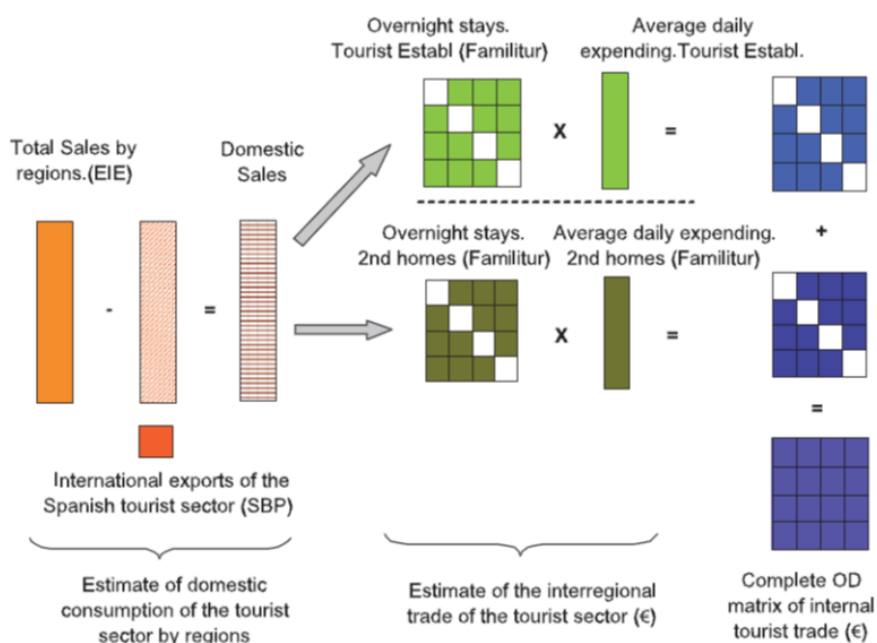 Overnight stays.
Tourist Establ (Familitur)
Average daily
expending.Tourist Establ.
X
=
Total Sales by
regions.(EIE)
Domestic
Sales
-
=
+
Overnight stays.
2nd homes (Familitur)
Average daily expending.
2nd homes (Familitur)
X
=
=
International exports of the
Spanish tourist sector (SBP)
Estimate of domestic
consumption of the tourist
sector by regions
Estimate of the interregional
trade of the tourist sector (€)
Complete OD
matrix of internal
tourist trade (€)